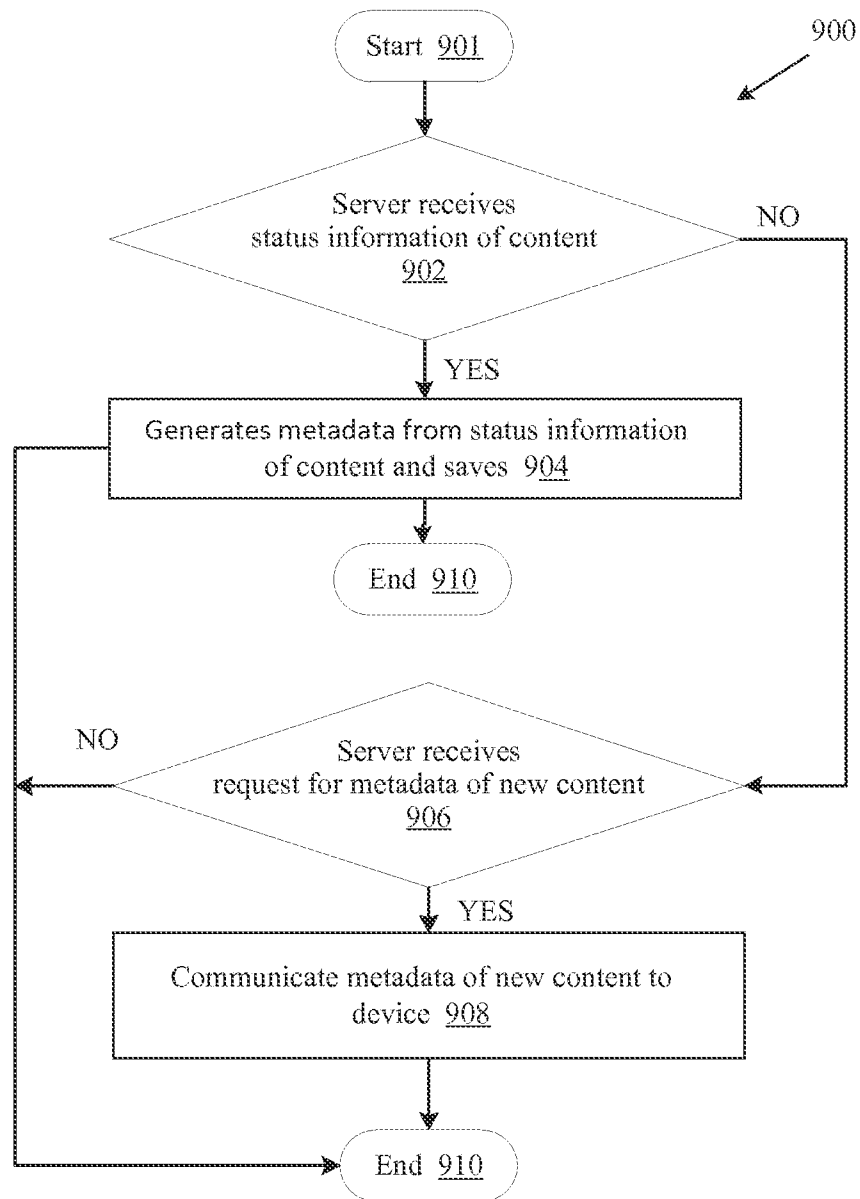 Start 901
900
Server receives
status information of content
902
NO
YES
Generates metadata from status information
of content and saves 904
End 910
NO
Server receives
request for metadata of new content
906
YES
Communicate metadata of new content to
device 908
End 910